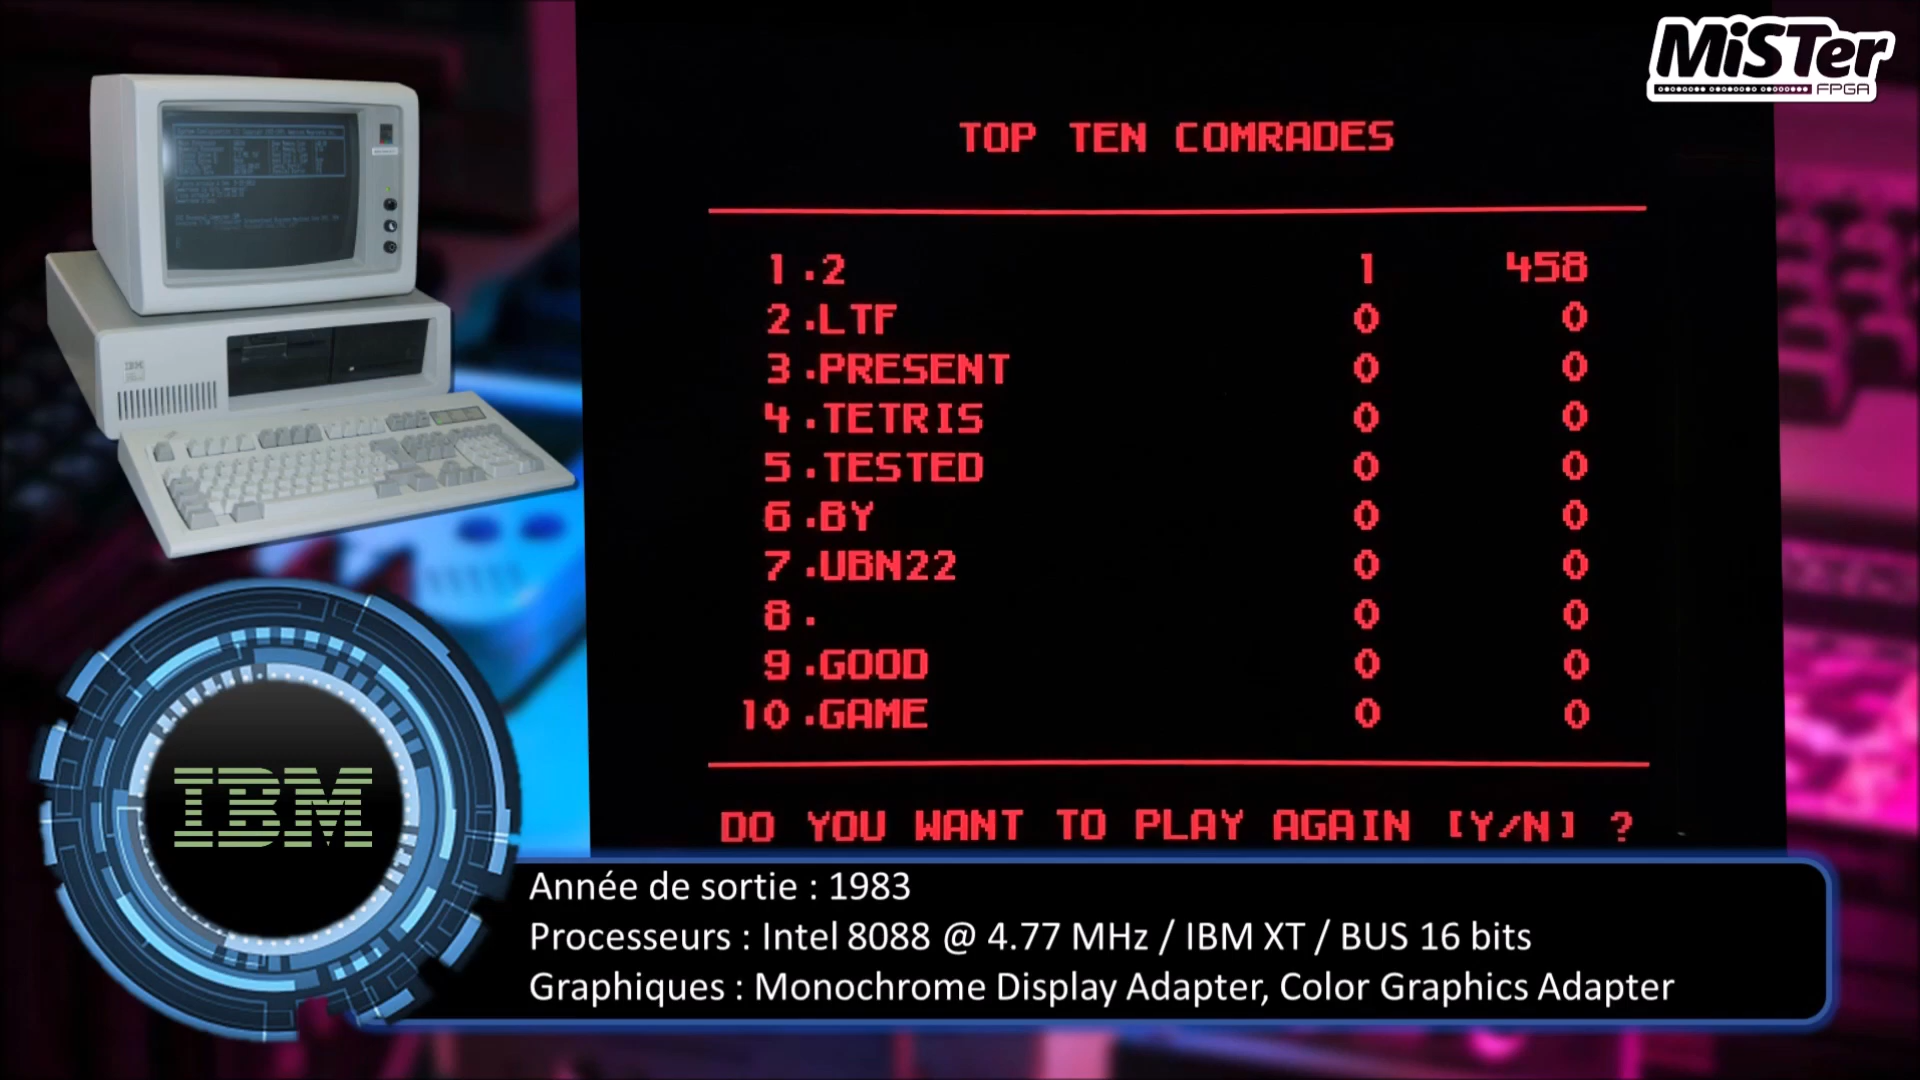 MiSTer
FPGA
TOP TEN COMRADES
1.2 1 458
2.LTF 0 0
3.PRESENT 0 0
4.TETRIS 0 0
5.TESTED 0 0
6.BY 0 0
7.UBN22 0 0
8. 0 0
9.GOOD 0 0
10.GAME 0 0
DO YOU WANT TO PLAY AGAIN [Y/N] ?
IBM
IBM
Année de sortie : 1983
Processeurs : Intel 8088 @ 4.77 MHz / IBM XT / BUS 16 bits
Graphiques : Monochrome Display Adapter, Color Graphics Adapter